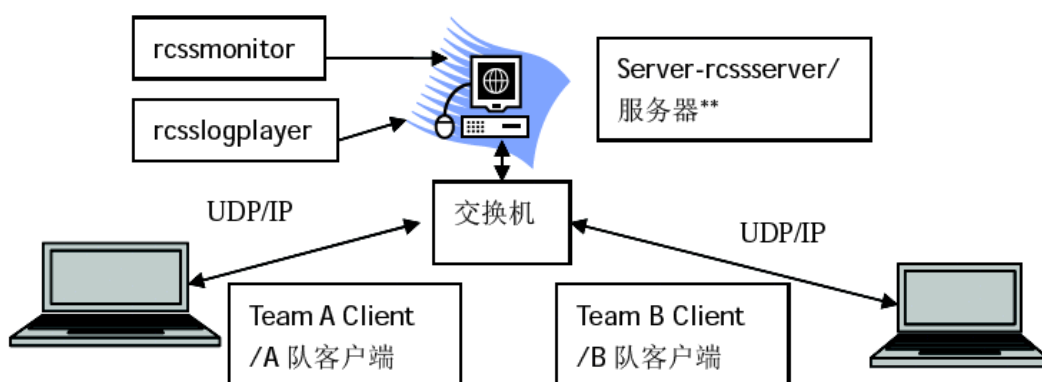 rcssmonitor
Server-rcssserver/
服务器**
rcsslogplayer
交换机
UDP/IP
UDP/IP
Team A Client
/A 队客户端
Team B Client
/B 队客户端